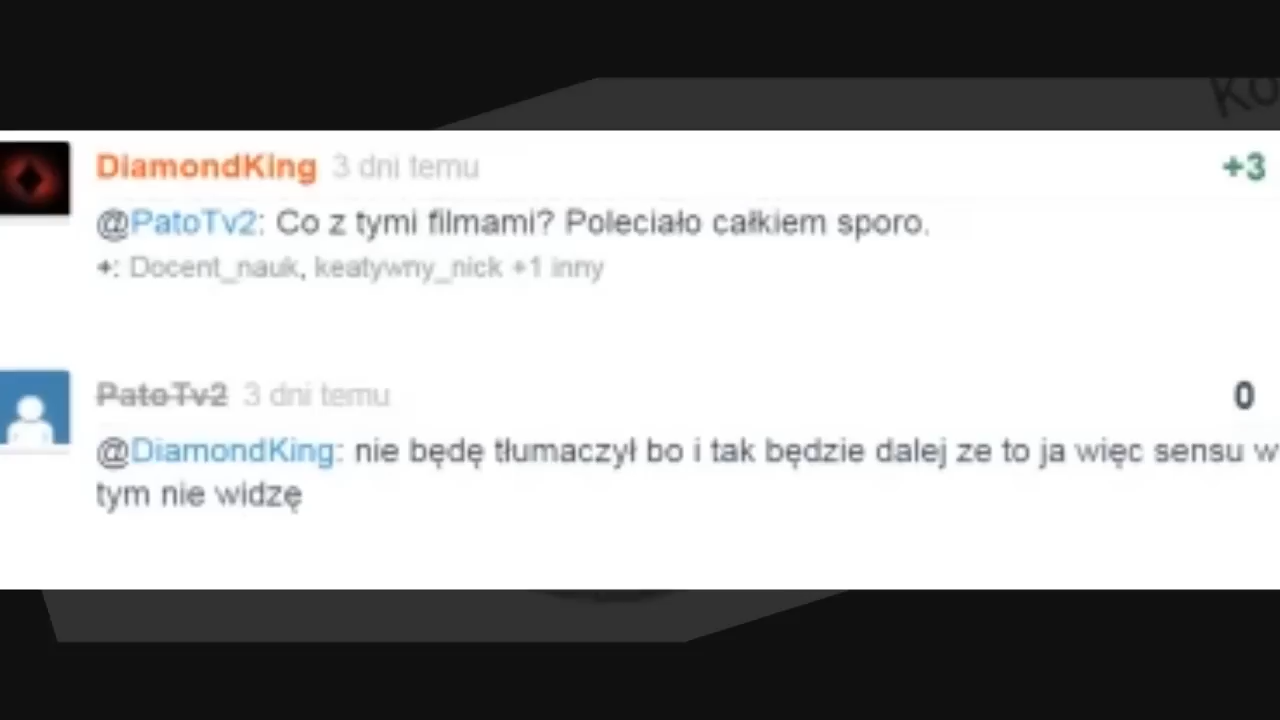 Ko
DiamondKing 3 dni temu +3
@PatoTv2: Co z tymi filmami? Poleciało całkiem sporo.
+: Docent_nauk, keatywny_nick +1 inny
PatoTv2 3 dni temu 0
@DiamondKing: nie będę tłumaczył bo i tak będzie dalej ze to ja więc sensu w
tym nie widzę